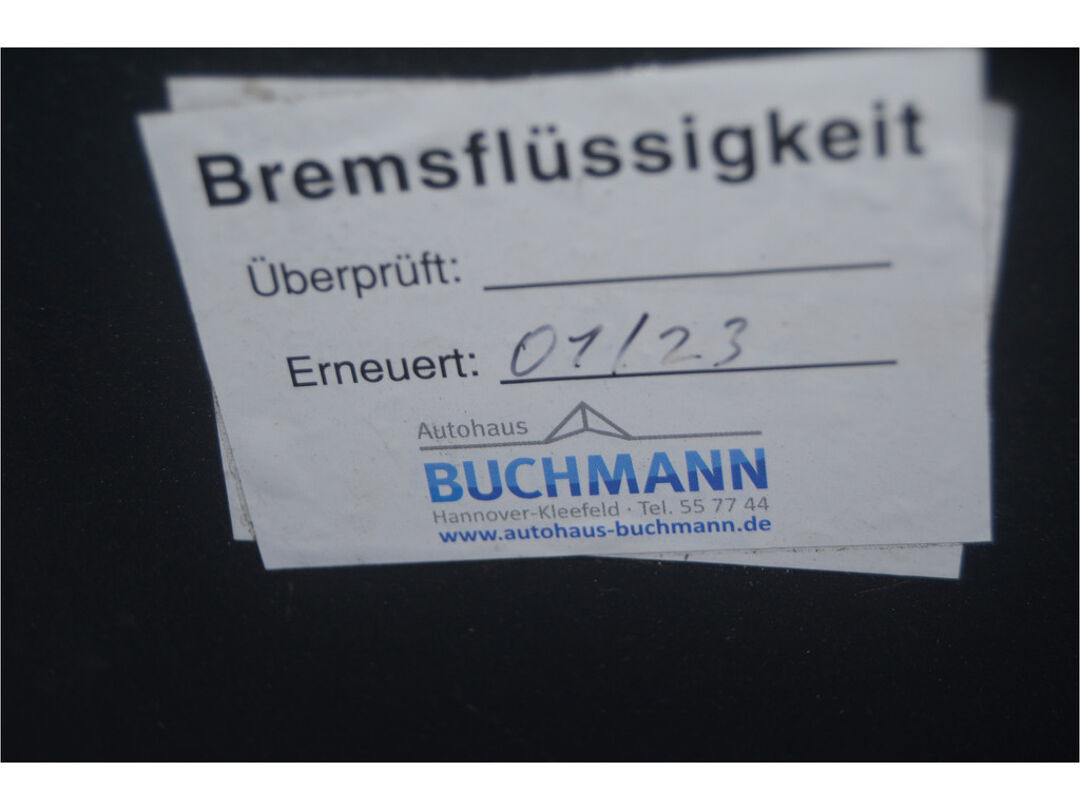 Bremsflüssigkeit
Überprüft:
Erneuert: 01/23
Autohaus
BUCHMANN
Hannover-Kleefeld · Tel. 55 77 44
www.autohaus-buchmann.de